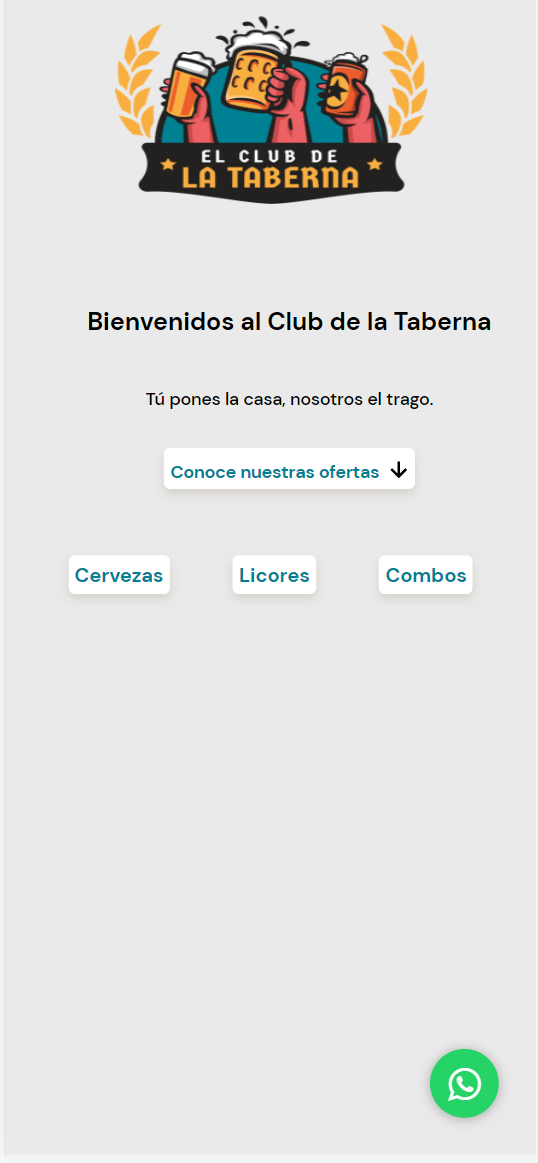 EL CLUB DE
LA TABERNA
Bienvenidos al Club de la Taberna
Tú pones la casa, nosotros el trago.
Conoce nuestras ofertas
Cervezas Licores Combos